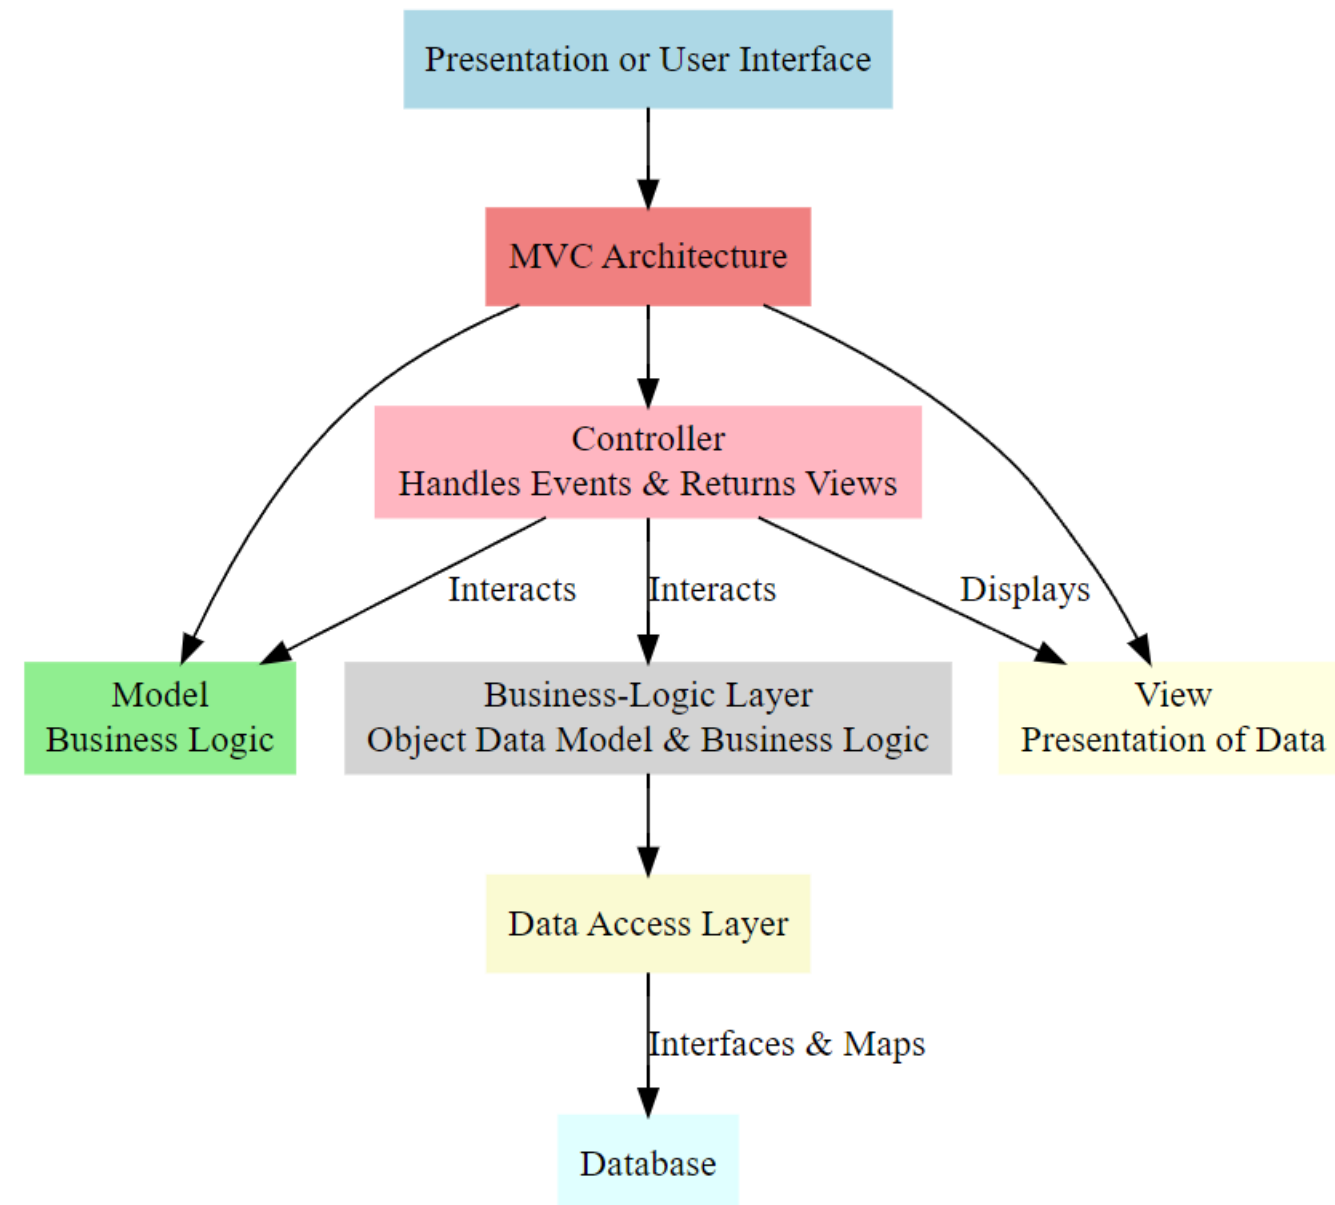 Presentation or User Interface
MVC Architecture
Controller
Handles Events & Returns Views
Interacts
Interacts
Displays
Model
Business Logic
Business-Logic Layer
Object Data Model & Business Logic
View
Presentation of Data
Data Access Layer
Interfaces & Maps
Database